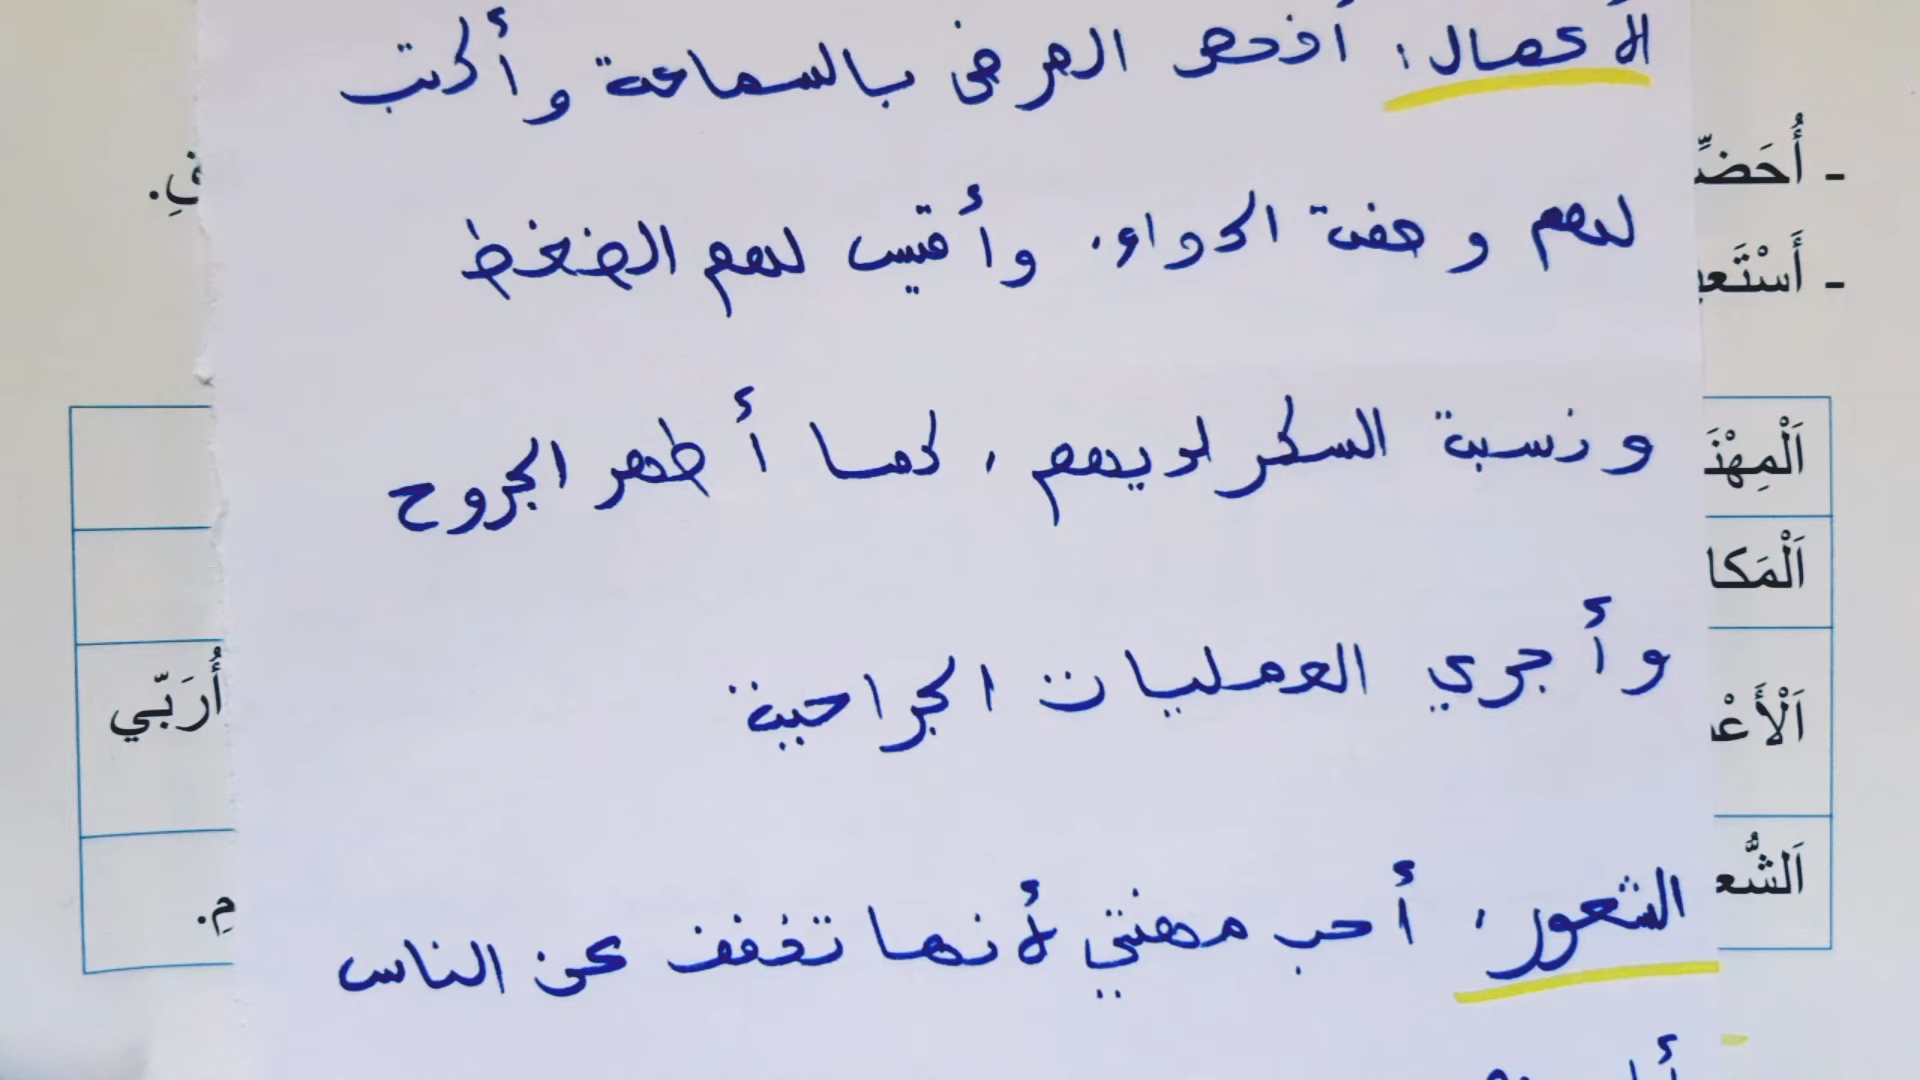 الأعمال: أفحص المرضى بالسماعة وأكتب
- أُحَضِّ
لهم وصفة الدواء. وأقيس لهم الضغط
- أَسْتَعِ
ونسبة السكر لديهم، كما أطهر الجروح
اَلْمِهْنَ
اَلْمَكا
وأجري العمليات الجراحية
اَلْأَعْ
أُرَبّي
الشعور: أحب مهنتي لأنها تخفف عن الناس
اَلشُّع
مِ.